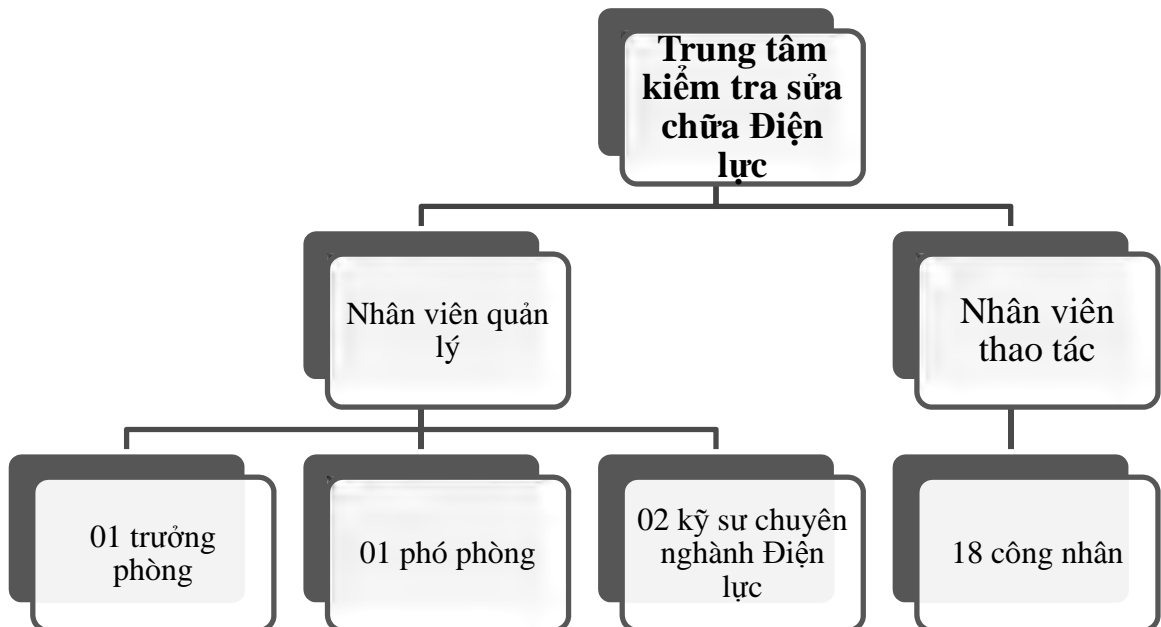 Trung tâm
kiểm tra sửa
chữa Điện
lực
Nhân viên quản
lý
Nhân viên
thao tác
01 trưởng
phòng
01 phó phòng
02 kỹ sư chuyên
nghành Điện
lực
18 công nhân